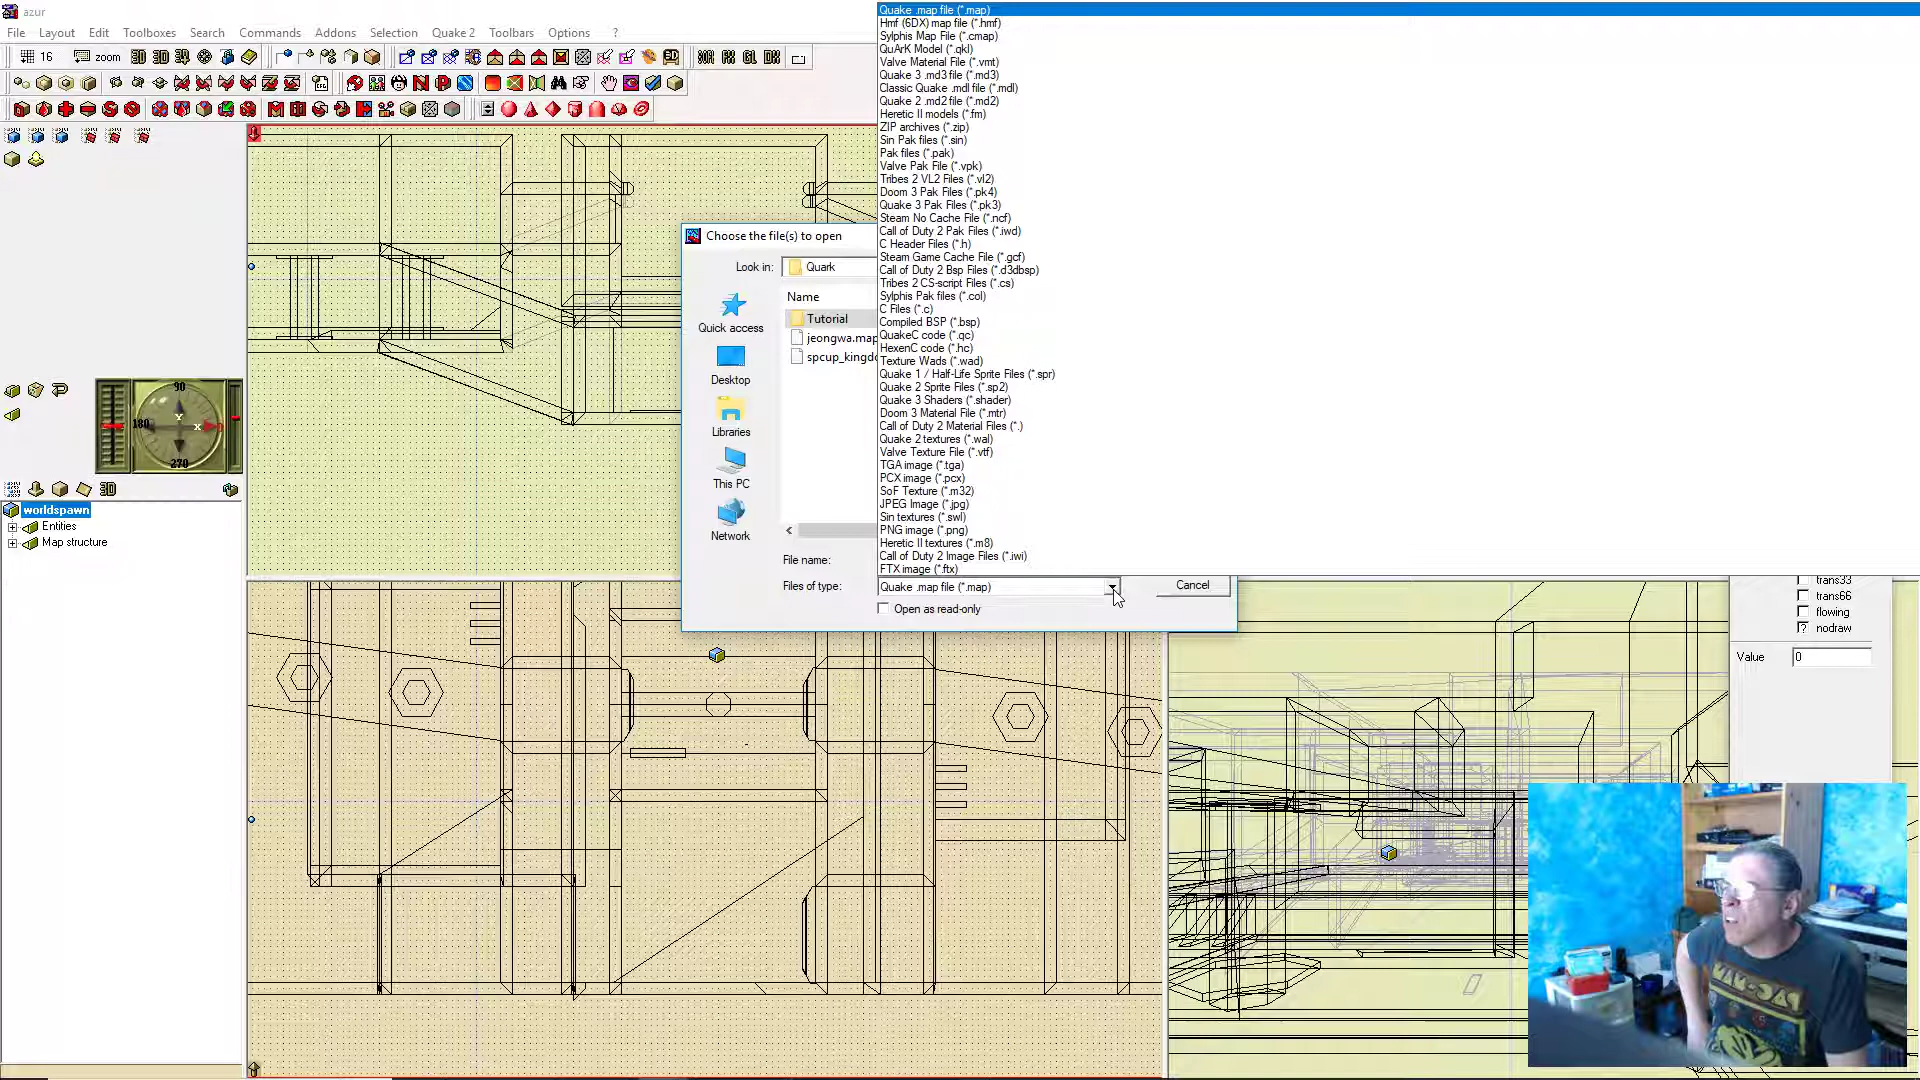 azur
File Layout Edit Toolboxes Search Commands Addons Selection Quake 2 Toolbars Options ?
16 zoom 3D 3D
90
180
Y
X
270
3D
worldspawn
Entities
Map structure
Choose the file(s) to open
Look in: Quark
Name
Tutorial
jeongwa.map
spcup_kingdo
Quick access
Desktop
Libraries
This PC
Network
File name:
Files of type: Quake .map file (*.map)
Open as read-only
Cancel
Quake .map file (*.map)
Hmf (6DX) map file (*.hmf)
Sylphis Map File (*.cmap)
QuArK Model (*.qkl)
Valve Material File (*.vmt)
Quake 3 .md3 file (*.md3)
Classic Quake .mdl file (*.mdl)
Quake 2 .md2 file (*.md2)
Heretic II models (*.fm)
ZIP archives (*.zip)
Sin Pak files (*.sin)
Pak files (*.pak)
Valve Pak File (*.vpk)
Tribes 2 VL2 Files (*.vl2)
Doom 3 Pak Files (*.pk4)
Quake 3 Pak Files (*.pk3)
Steam No Cache File (*.ncf)
Call of Duty 2 Pak Files (*.iwd)
C Header Files (*.h)
Steam Game Cache File (*.gcf)
Call of Duty 2 Bsp Files (*.d3dbsp)
Tribes 2 CS-script Files (*.cs)
Sylphis Pak files (*.col)
C Files (*.c)
Compiled BSP (*.bsp)
QuakeC code (*.qc)
HexenC code (*.hc)
Texture Wads (*.wad)
Quake 1 / Half-Life Sprite Files (*.spr)
Quake 2 Sprite Files (*.sp2)
Quake 3 Shaders (*.shader)
Doom 3 Material File (*.mtr)
Call of Duty 2 Material Files (*.)
Quake 2 textures (*.wal)
Valve Texture File (*.vtf)
TGA image (*.tga)
PCX image (*.pcx)
SoF Texture (*.m32)
JPEG Image (*.jpg)
Sin textures (*.swl)
PNG image (*.png)
Heretic II textures (*.m8)
Call of Duty 2 Image Files (*.iwi)
FTX image (*.ftx)
trans33
trans66
flowing
? nodraw
Value 0
PAC-MAN